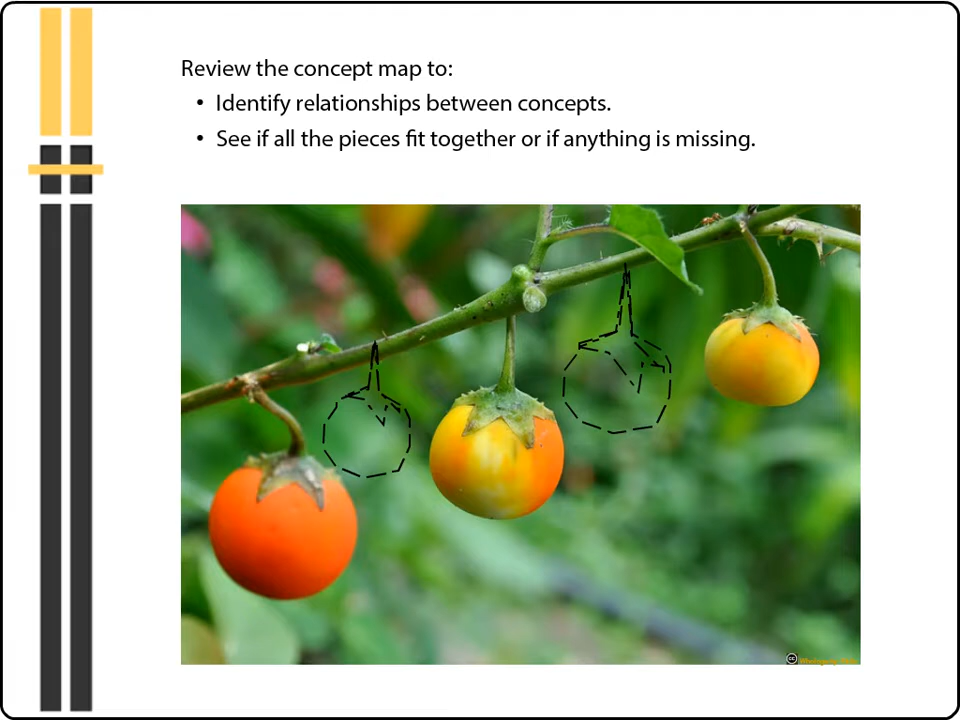 Review the concept map to:
• Identify relationships between concepts.
• See if all the pieces fit together or if anything is missing.